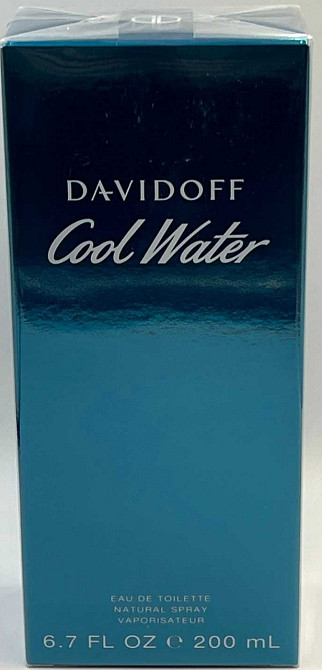 DAVIDOFF
Cool Water
EAU DE TOILETTE
NATURAL SPRAY
VAPORISATEUR
6.7 FL OZ ℮ 200 mL